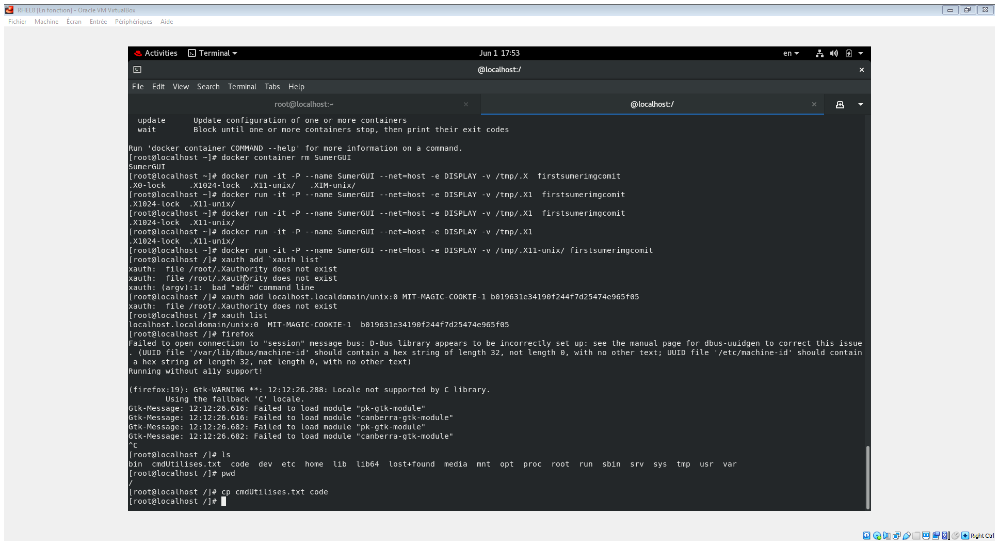 RHEL8 [En fonction] - Oracle VM VirtualBox
Fichier Machine Écran Entrée Périphériques Aide
Activities Terminal Jun 1 17:53 en
@localhost:/
File Edit View Search Terminal Tabs Help
root@localhost:~ @localhost:/
update Update configuration of one or more containers
wait Block until one or more containers stop, then print their exit codes
Run 'docker container COMMAND --help' for more information on a command.
[root@localhost ~]# docker container rm SumerGUI
SumerGUI
[root@localhost ~]# docker run -it -P --name SumerGUI --net=host -e DISPLAY -v /tmp/.X  firstsumerimgcomit
.X0-lock     .X1024-lock  .X11-unix/   .XIM-unix/
[root@localhost ~]# docker run -it -P --name SumerGUI --net=host -e DISPLAY -v /tmp/.X1  firstsumerimgcomit
.X1024-lock  .X11-unix/
[root@localhost ~]# docker run -it -P --name SumerGUI --net=host -e DISPLAY -v /tmp/.X1  firstsumerimgcomit
.X1024-lock  .X11-unix/
[root@localhost ~]# docker run -it -P --name SumerGUI --net=host -e DISPLAY -v /tmp/.X1
.X1024-lock  .X11-unix/
[root@localhost ~]# docker run -it -P --name SumerGUI --net=host -e DISPLAY -v /tmp/.X11-unix/ firstsumerimgcomit
[root@localhost /]# xauth add `xauth list`
xauth:  file /root/.Xauthority does not exist
xauth:  file /root/.Xauthority does not exist
xauth: (argv):1:  bad "add" command line
[root@localhost /]# xauth add localhost.localdomain/unix:0 MIT-MAGIC-COOKIE-1 b019631e34190f244f7d25474e965f05
xauth:  file /root/.Xauthority does not exist
[root@localhost /]# xauth list
localhost.localdomain/unix:0  MIT-MAGIC-COOKIE-1  b019631e34190f244f7d25474e965f05
[root@localhost /]# firefox
Failed to open connection to "session" message bus: D-Bus library appears to be incorrectly set up: see the manual page for dbus-uuidgen to correct this issue
. (UUID file '/var/lib/dbus/machine-id' should contain a hex string of length 32, not length 0, with no other text; UUID file '/etc/machine-id' should contain
a hex string of length 32, not length 0, with no other text)
Running without a11y support!
(firefox:19): Gtk-WARNING **: 12:12:26.288: Locale not supported by C library.
Using the fallback 'C' locale.
Gtk-Message: 12:12:26.616: Failed to load module "pk-gtk-module"
Gtk-Message: 12:12:26.616: Failed to load module "canberra-gtk-module"
Gtk-Message: 12:12:26.682: Failed to load module "pk-gtk-module"
Gtk-Message: 12:12:26.682: Failed to load module "canberra-gtk-module"
^C
[root@localhost /]# ls
bin  cmdUtilises.txt  code  dev  etc  home  lib  lib64  lost+found  media  mnt  opt  proc  root  run  sbin  srv  sys  tmp  usr  var
[root@localhost /]# pwd
/
[root@localhost /]# cp cmdUtilises.txt code
[root@localhost /]#
Right Ctrl